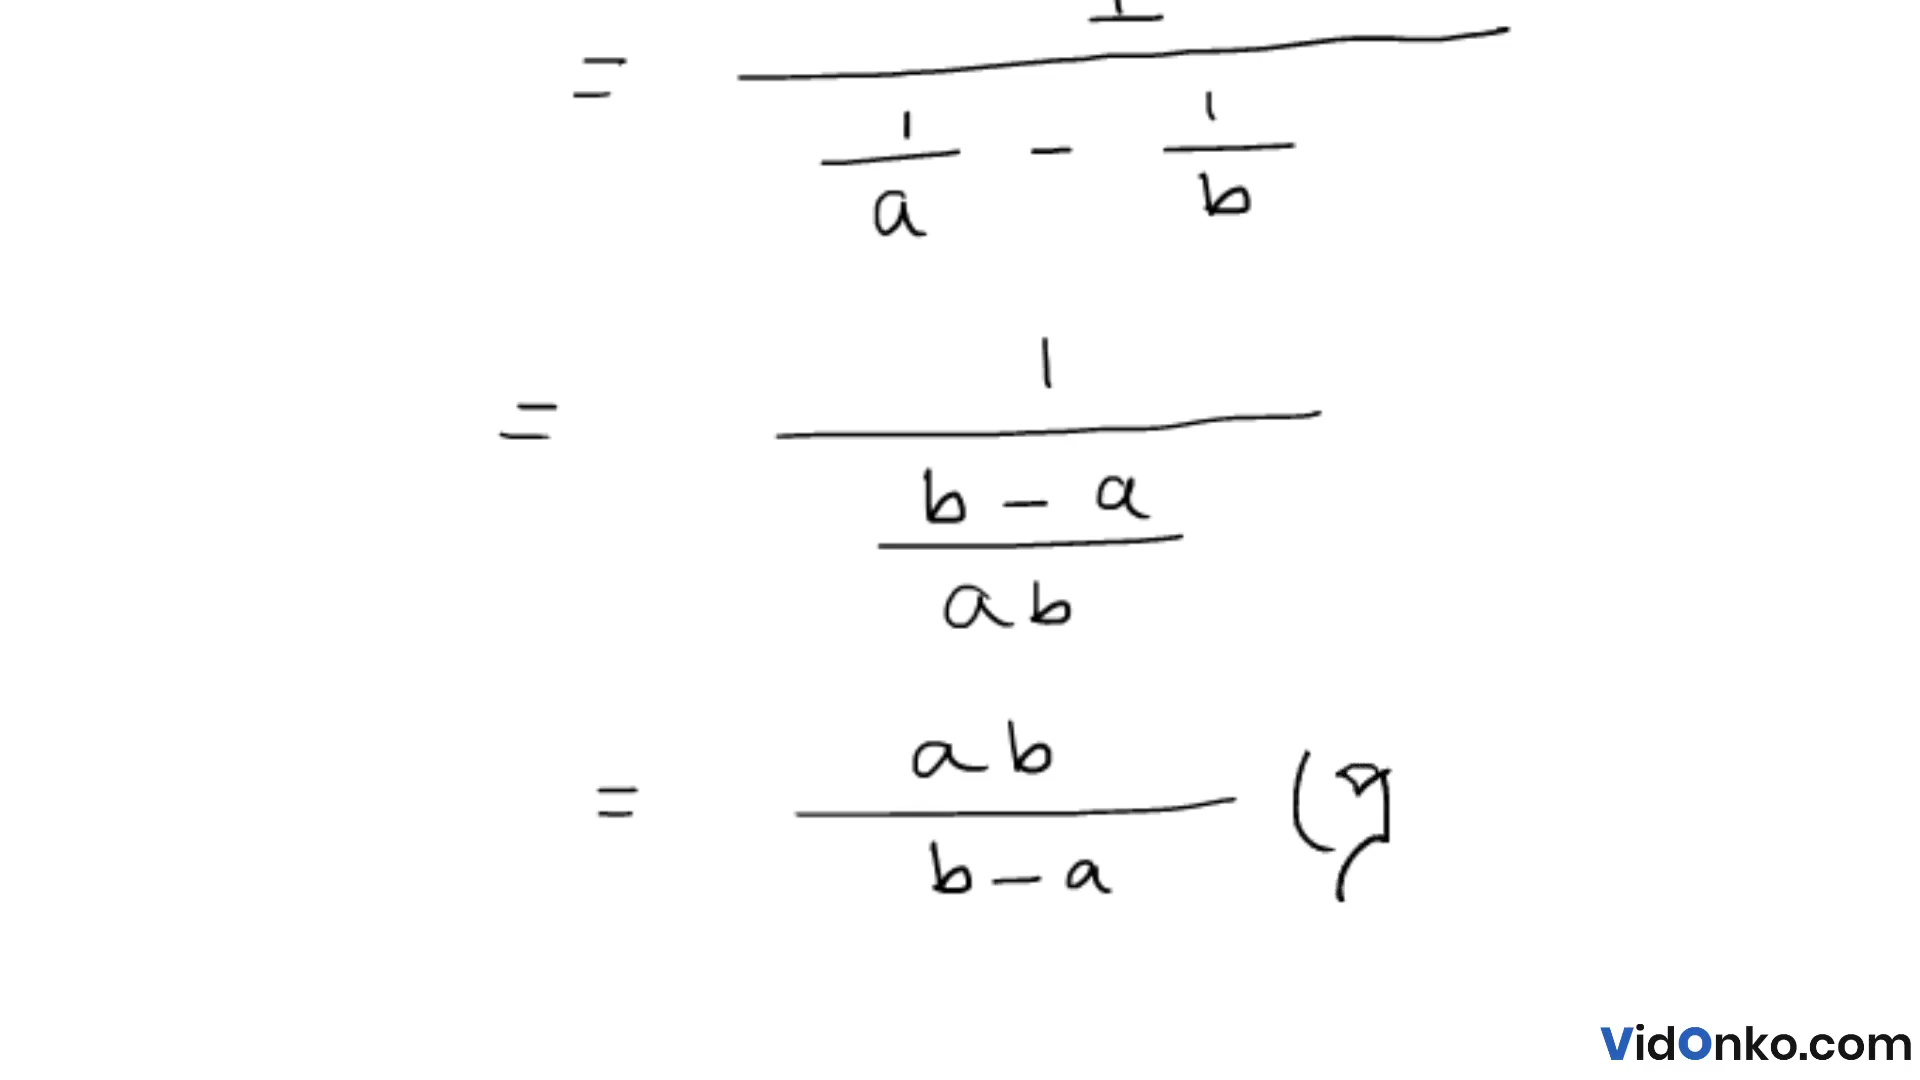 = 1 / (1/a - 1/b)
= 1 / ((b - a)/ab)
= ab / (b - a)
VidOnko.com